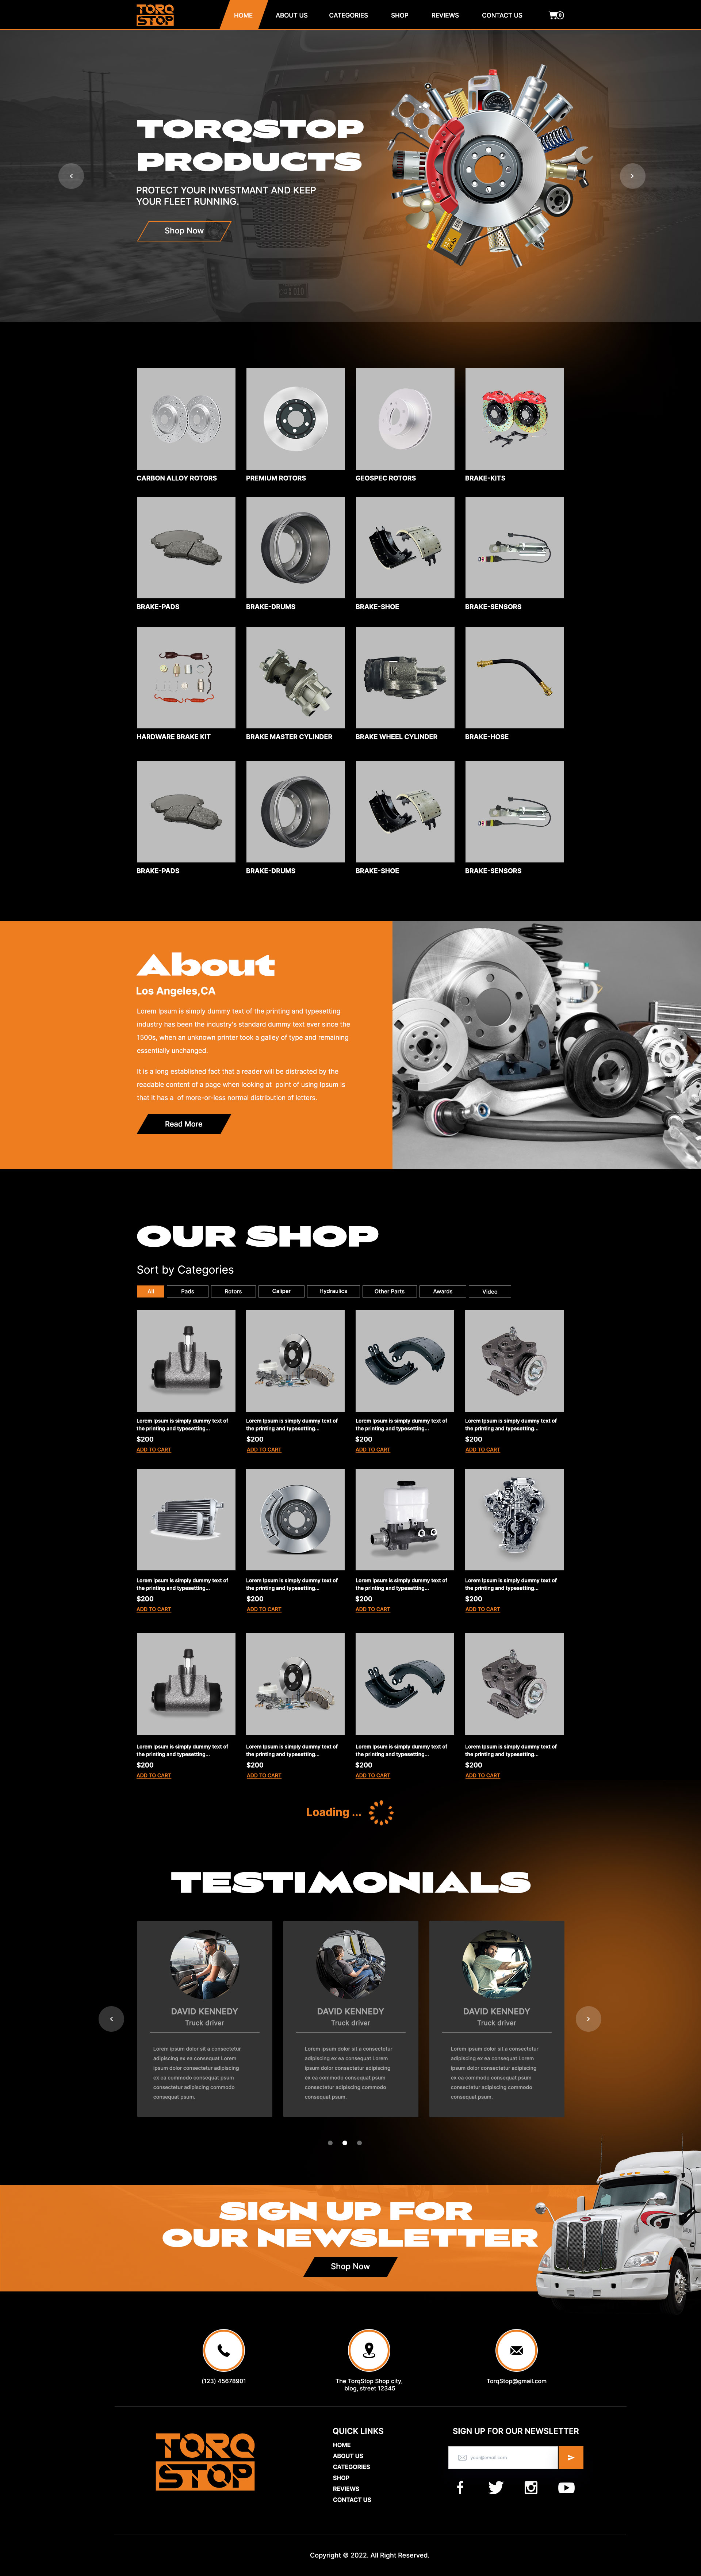 TORQ
STOP
HOME
ABOUT US
CATEGORIES
SHOP
REVIEWS
CONTACT US
0
TORQSTOP
PRODUCTS
PROTECT YOUR INVESTMANT AND KEEP
YOUR FLEET RUNNING.
Shop Now
CARBON ALLOY ROTORS
PREMIUM ROTORS
GEOSPEC ROTORS
BRAKE-KITS
BRAKE-PADS
BRAKE-DRUMS
BRAKE-SHOE
BRAKE-SENSORS
HARDWARE BRAKE KIT
BRAKE MASTER CYLINDER
BRAKE WHEEL CYLINDER
BRAKE-HOSE
BRAKE-PADS
BRAKE-DRUMS
BRAKE-SHOE
BRAKE-SENSORS
About
Los Angeles,CA
Lorem Ipsum is simply dummy text of the printing and typesetting
industry has been the industry's standard dummy text ever since the
1500s, when an unknown printer took a galley of type and remaining
essentially unchanged.
It is a long established fact that a reader will be distracted by the
readable content of a page when looking at  point of using Ipsum is
that it has a  of more-or-less normal distribution of letters.
Read More
OUR SHOP
Sort by Categories
All
Pads
Rotors
Caliper
Hydraulics
Other Parts
Awards
Video
Lorem Ipsum is simply dummy text of
the printing and typesetting...
$200
ADD TO CART
Lorem Ipsum is simply dummy text of
the printing and typesetting...
$200
ADD TO CART
Lorem Ipsum is simply dummy text of
the printing and typesetting...
$200
ADD TO CART
Lorem Ipsum is simply dummy text of
the printing and typesetting...
$200
ADD TO CART
Lorem Ipsum is simply dummy text of
the printing and typesetting...
$200
ADD TO CART
Lorem Ipsum is simply dummy text of
the printing and typesetting...
$200
ADD TO CART
Lorem Ipsum is simply dummy text of
the printing and typesetting...
$200
ADD TO CART
Lorem Ipsum is simply dummy text of
the printing and typesetting...
$200
ADD TO CART
Lorem Ipsum is simply dummy text of
the printing and typesetting...
$200
ADD TO CART
Lorem Ipsum is simply dummy text of
the printing and typesetting...
$200
ADD TO CART
Lorem Ipsum is simply dummy text of
the printing and typesetting...
$200
ADD TO CART
Lorem Ipsum is simply dummy text of
the printing and typesetting...
$200
ADD TO CART
Loading ...
TESTIMONIALS
DAVID KENNEDY
Truck driver
Lorem ipsum dolor sit a consectetur
adipiscing ex ea consequat Lorem
ipsum dolor consectetur adipiscing
ex ea commodo consequat psum
consectetur adipiscing commodo
consequat psum.
DAVID KENNEDY
Truck driver
Lorem ipsum dolor sit a consectetur
adipiscing ex ea consequat Lorem
ipsum dolor consectetur adipiscing
ex ea commodo consequat psum
consectetur adipiscing commodo
consequat psum.
DAVID KENNEDY
Truck driver
Lorem ipsum dolor sit a consectetur
adipiscing ex ea consequat Lorem
ipsum dolor consectetur adipiscing
ex ea commodo consequat psum
consectetur adipiscing commodo
consequat psum.
SIGN UP FOR
OUR NEWSLETTER
Shop Now
(123) 45678901
The TorqStop Shop city,
blog, street 12345
TorqStop@gmail.com
TORQ
STOP
QUICK LINKS
HOME
ABOUT US
CATEGORIES
SHOP
REVIEWS
CONTACT US
SIGN UP FOR OUR NEWSLETTER
your@email.com
Copyright © 2022. All Right Reserved.